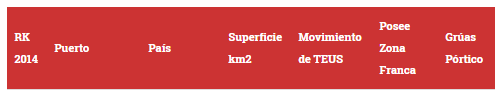 RK
2014
Puerto
País
Superficie
km2
Movimiento
de TEUS
Posee
Zona
Franca
Grúas
Pórtico